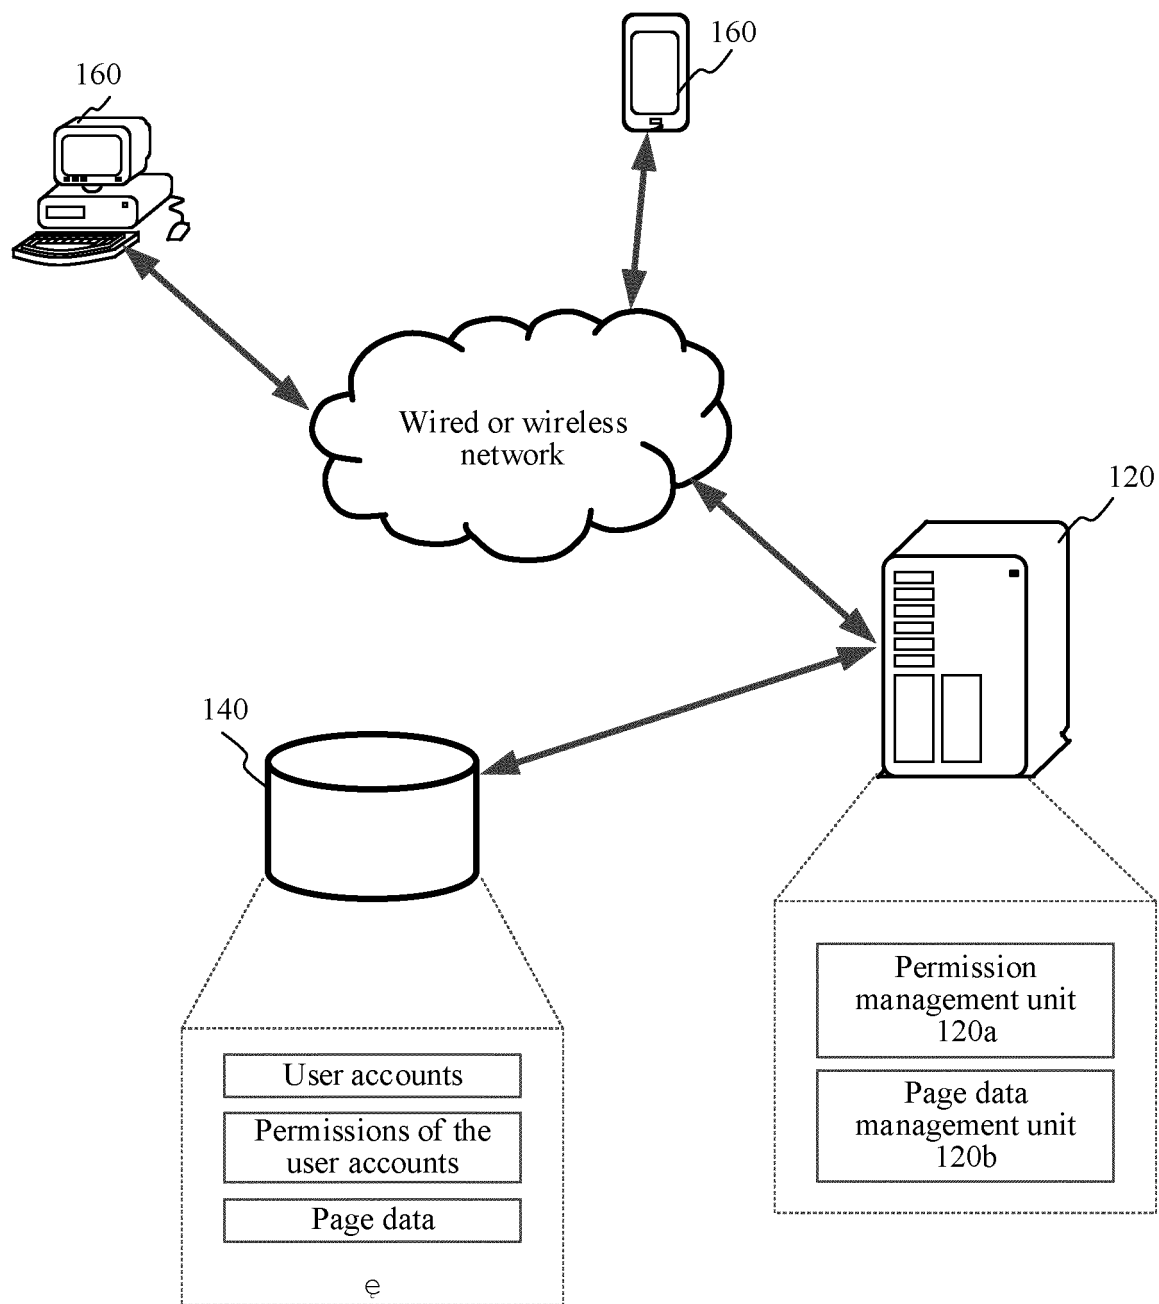 160
160
Wired or wireless
network
120
140
Permission
management unit
120a
Page data
management unit
120b
User accounts
Permissions of the
user accounts
Page data
ę